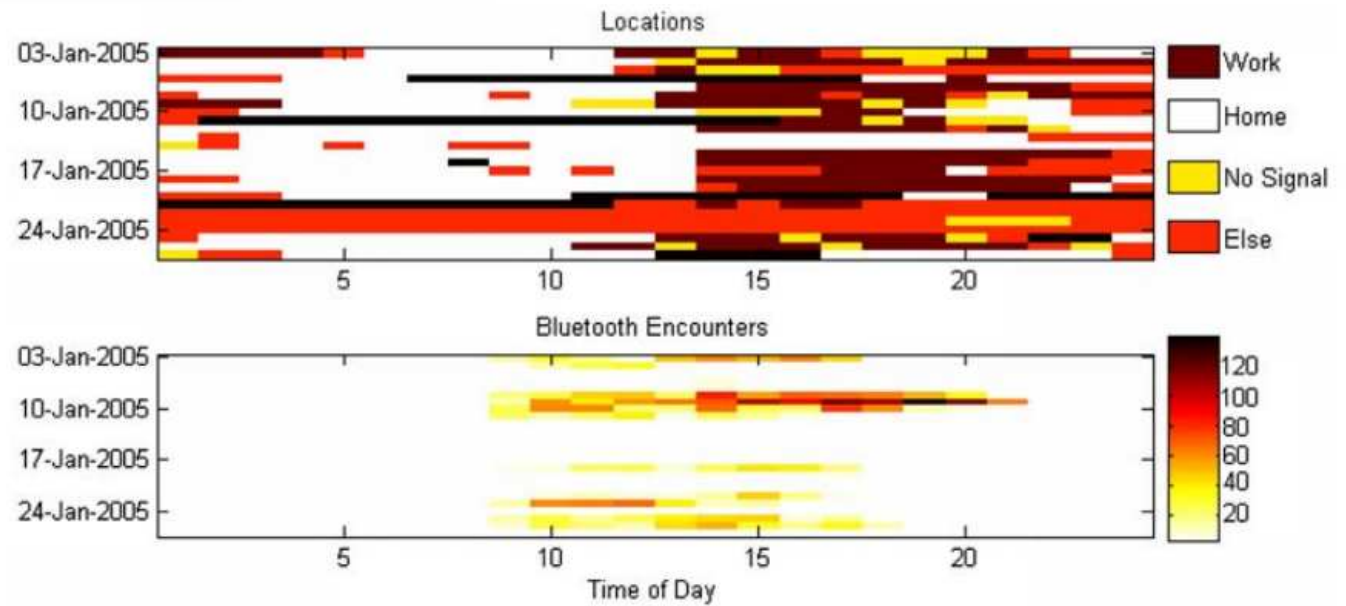 Locations
03-Jan-2005
10-Jan-2005
17-Jan-2005
24-Jan-2005
5 10 15 20
Work
Home
No Signal
Else
Bluetooth Encounters
03-Jan-2005
10-Jan-2005
17-Jan-2005
24-Jan-2005
5 10 15 20
Time of Day
120
100
80
60
40
20